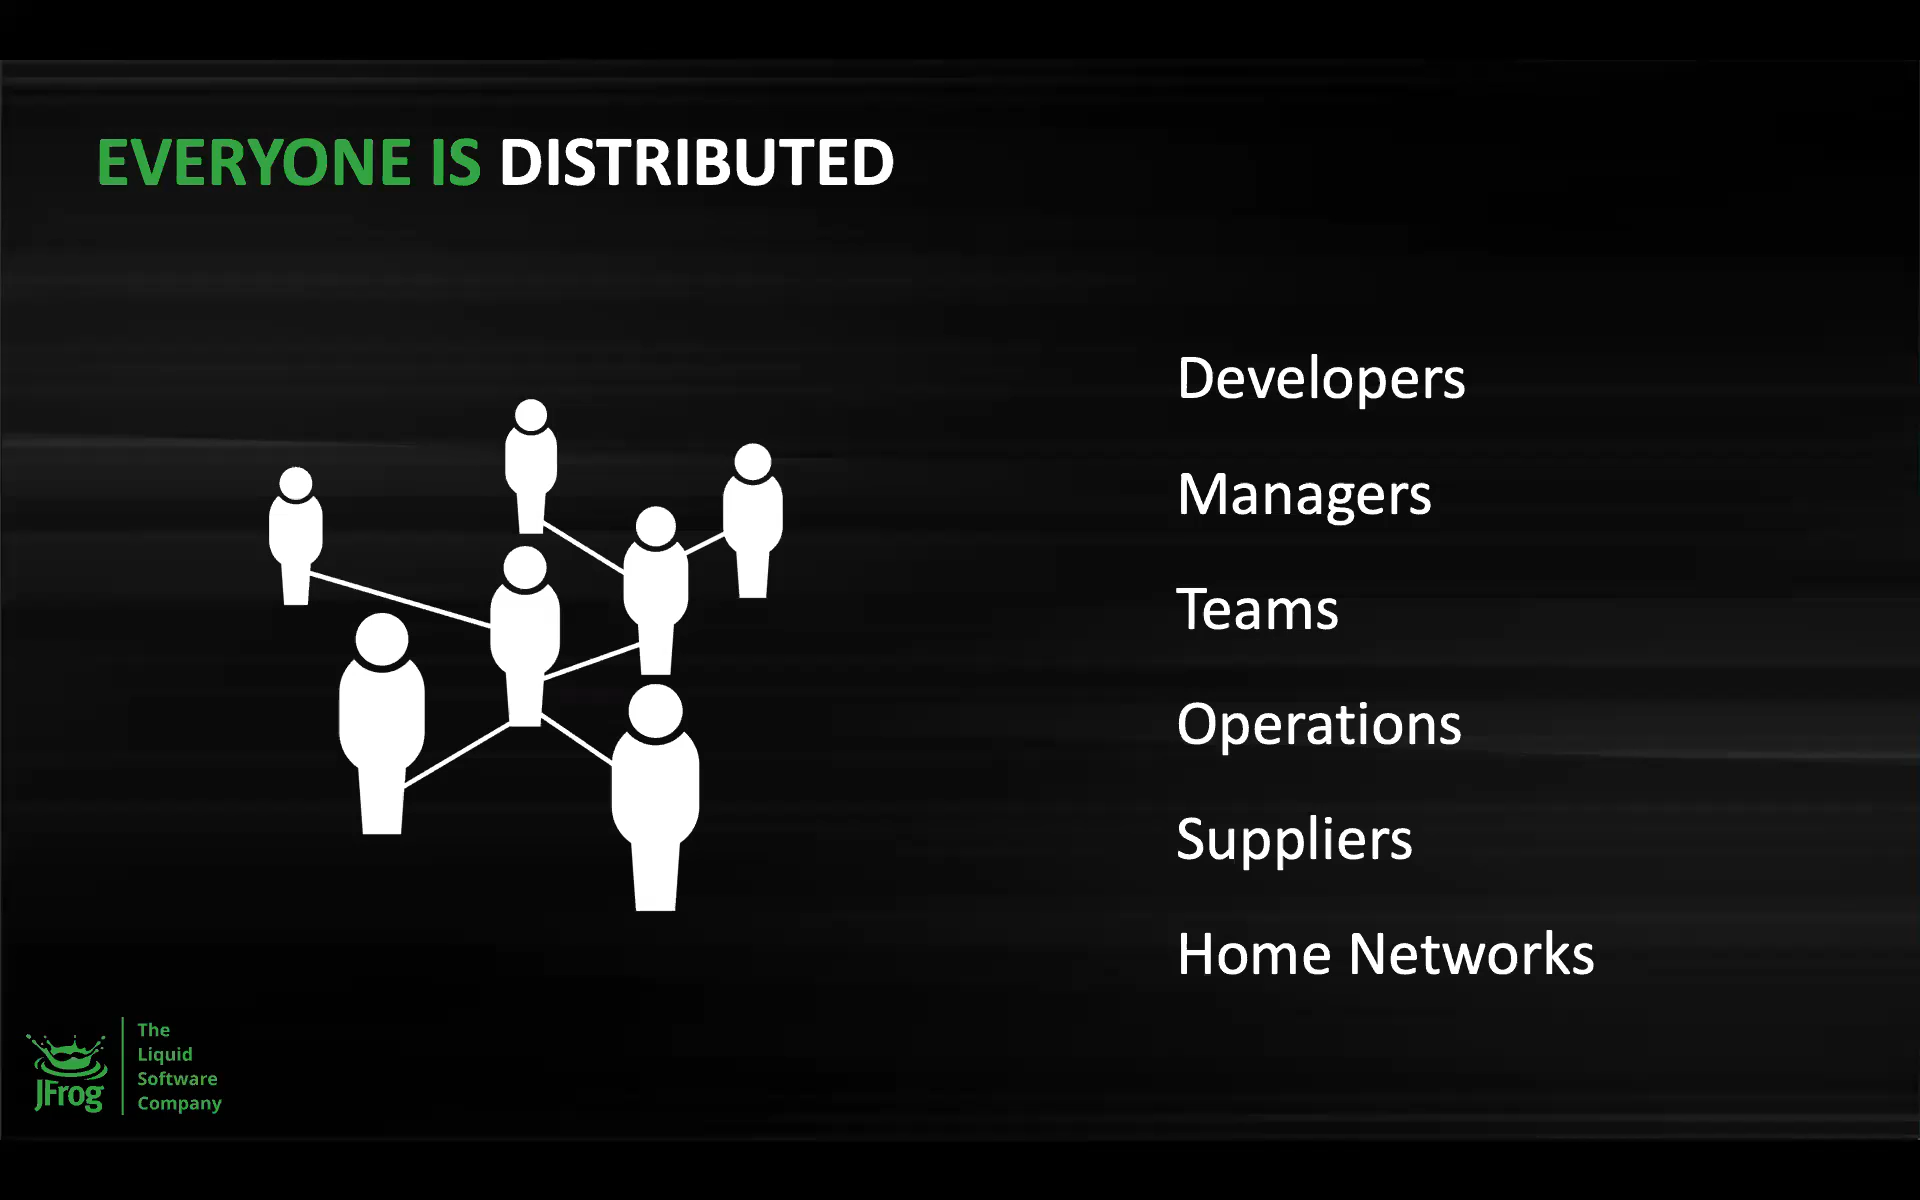 EVERYONE IS DISTRIBUTED
Developers
Managers
Teams
Operations
Suppliers
Home Networks
JFrog
The
Liquid
Software
Company